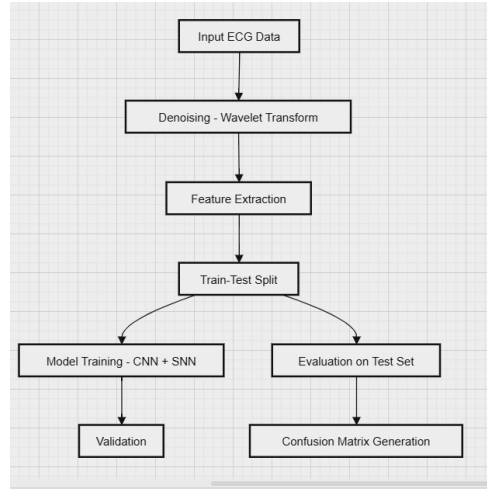 Input ECG Data
Denoising - Wavelet Transform
Feature Extraction
Train-Test Split
Model Training - CNN + SNN
Evaluation on Test Set
Validation
Confusion Matrix Generation